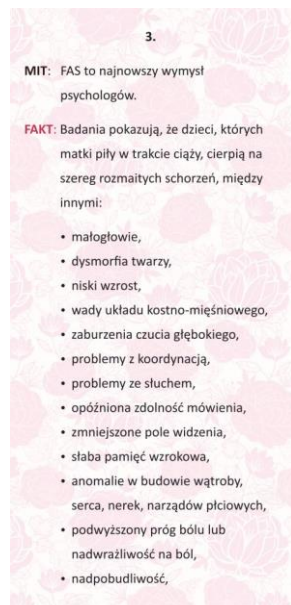 3.
MIT: FAS to najnowszy wymysł
psychologów.
FAKT: Badania pokazują, że dzieci, których
matki piły w trakcie ciąży, cierpią na
szereg rozmaitych schorzeń, między
innymi:
• małogłowie,
• dysmorfia twarzy,
• niski wzrost,
• wady układu kostno-mięśniowego,
• zaburzenia czucia głębokiego,
• problemy z koordynacją,
• problemy ze słuchem,
• opóźniona zdolność mówienia,
• zmniejszone pole widzenia,
• słaba pamięć wzrokowa,
• anomalie w budowie wątroby,
serca, nerek, narządów płciowych,
• podwyższony próg bólu lub
nadwrażliwość na ból,
• nadpobudliwość,